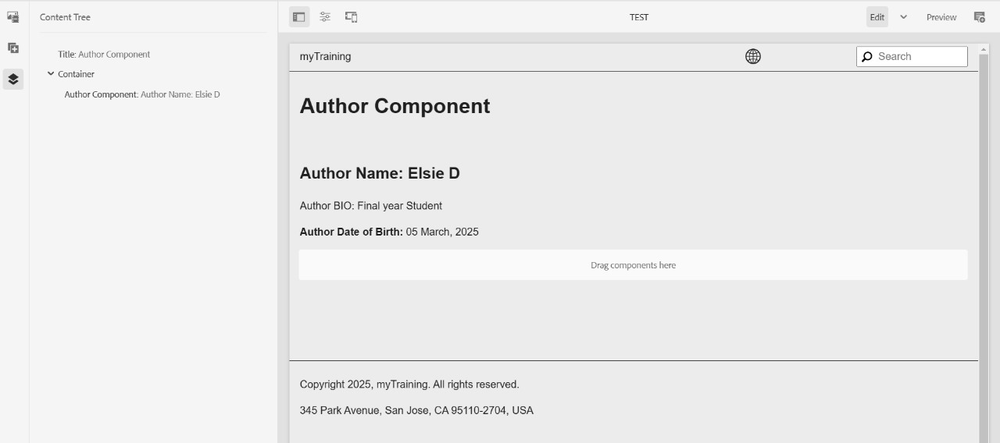 Content Tree
TEST
Edit
Preview
Title: Author Component
Container
Author Component: Author Name: Elsie D
myTraining
Search
Author Component
Author Name: Elsie D
Author BIO: Final year Student
Author Date of Birth: 05 March, 2025
Drag components here
Copyright 2025, myTraining. All rights reserved.
345 Park Avenue, San Jose, CA 95110-2704, USA